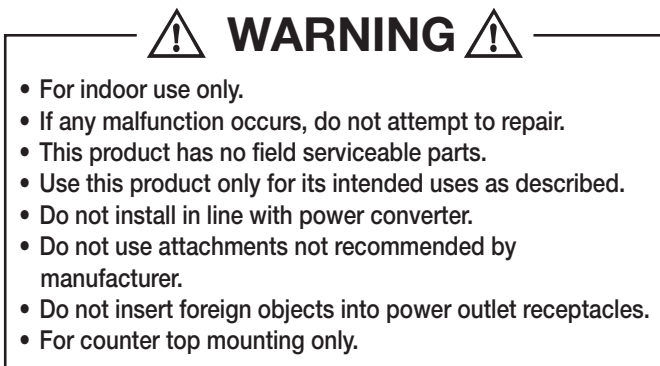 ⚠ WARNING ⚠
• For indoor use only.
• If any malfunction occurs, do not attempt to repair.
• This product has no field serviceable parts.
• Use this product only for its intended uses as described.
• Do not install in line with power converter.
• Do not use attachments not recommended by
manufacturer.
• Do not insert foreign objects into power outlet receptacles.
• For counter top mounting only.